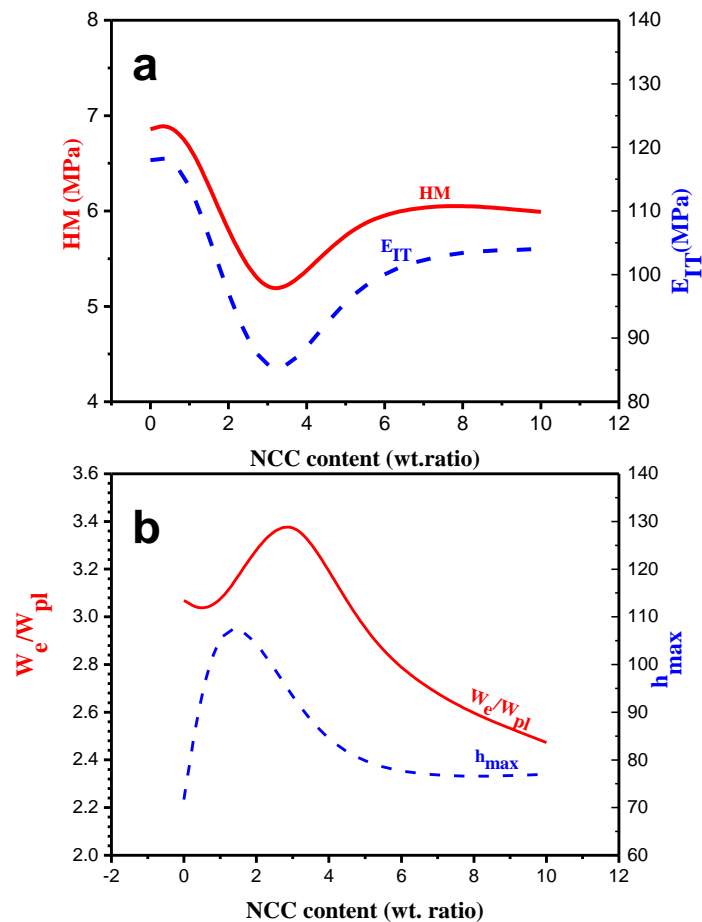 a
HM (MPa)
8
7
6
5
4
HM
E_IT
140
130
120
110
100
90
80
E_IT(MPa)
0 2 4 6 8 10 12
NCC content (wt.ratio)
b
W_e/W_pl
3.6
3.4
3.2
3.0
2.8
2.6
2.4
2.2
2.0
W_e/W_pl
h_max
140
130
120
110
100
90
80
70
60
h_max
-2 0 2 4 6 8 10 12
NCC content (wt. ratio)